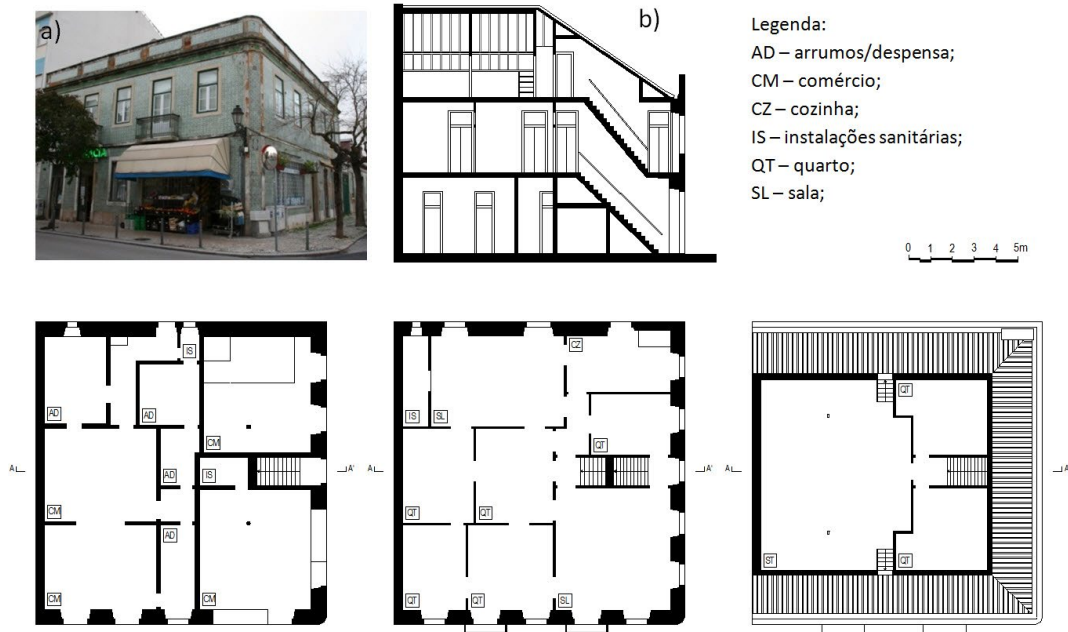 a)
b)
Legenda:
AD – arrumos/despensa;
CM – comércio;
CZ – cozinha;
IS – instalações sanitárias;
QT – quarto;
SL – sala;
0 1 2 3 4 5m
IS
AD
AD
CM
A A'
AD
IS
CM
AD
CM
CM
CZ
IS
SL
QT
A A'
QT
QT
QT
QT
SL
QT
A A
ST
QT